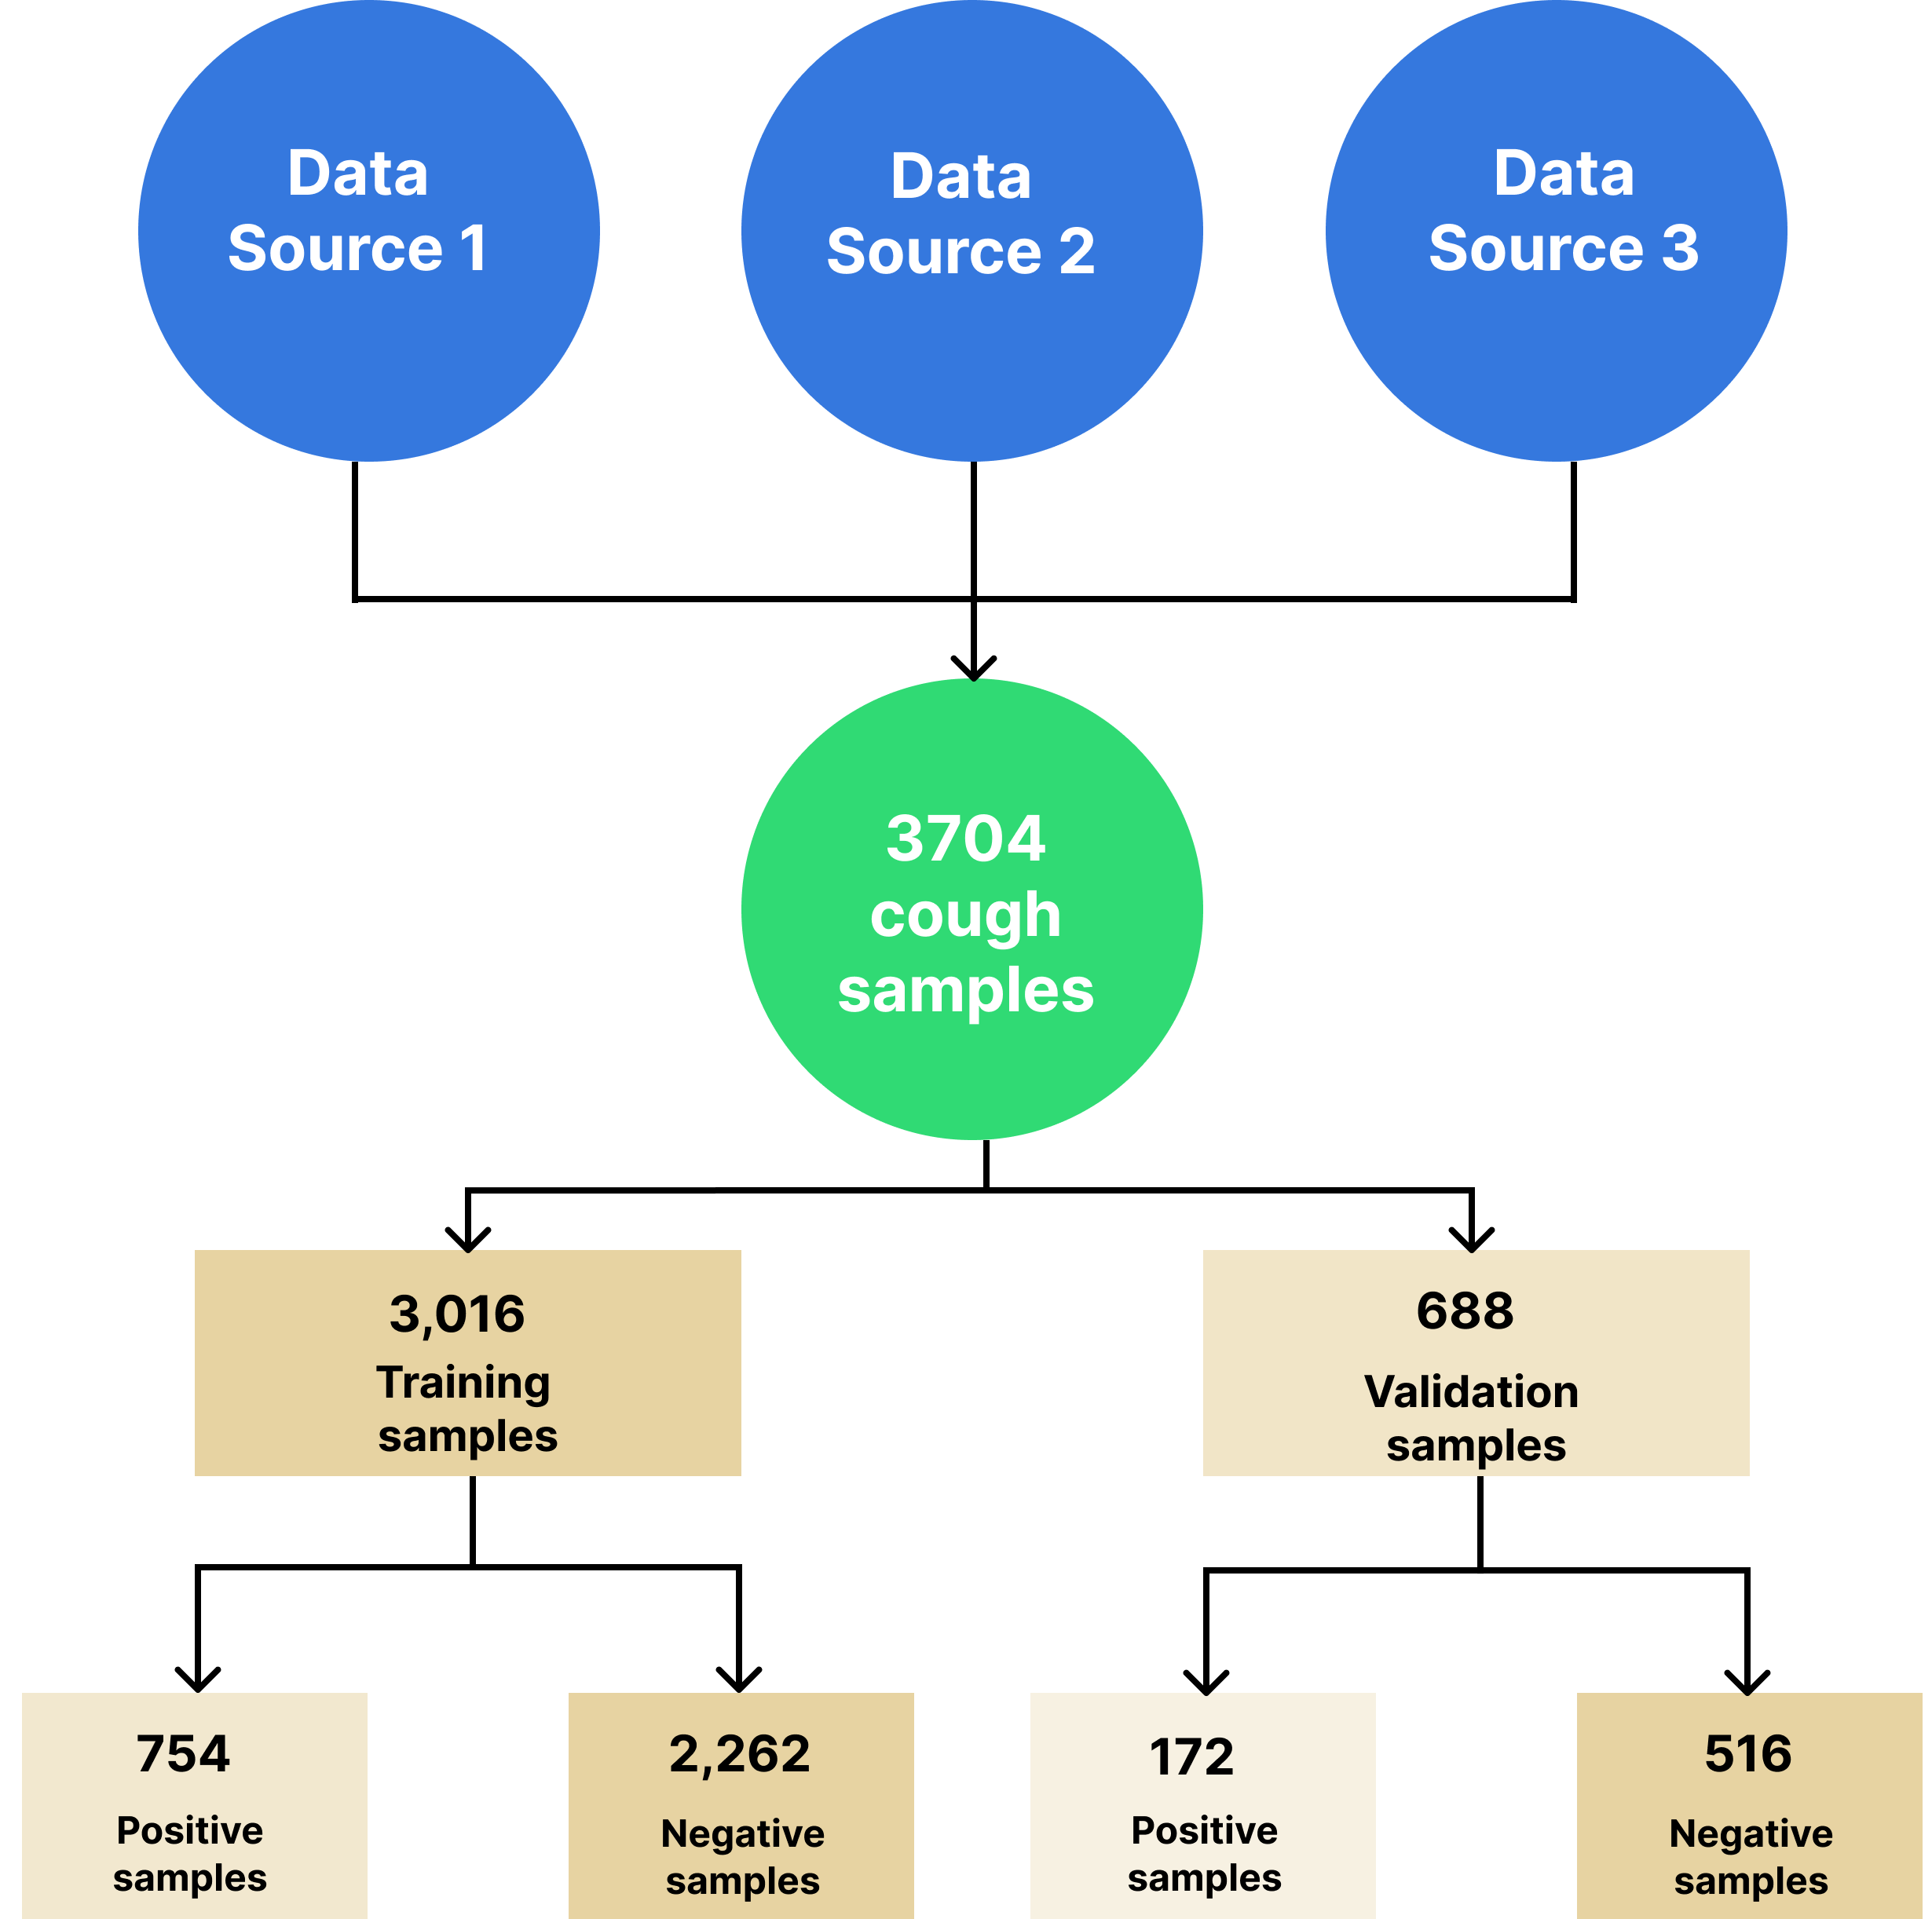 Data
Source 1
Data
Source 2
Data
Source 3
3704
cough
samples
3,016
Training
samples
688
Validation
samples
754
Positive
samples
2,262
Negative
samples
172
Positive
samples
516
Negative
samples